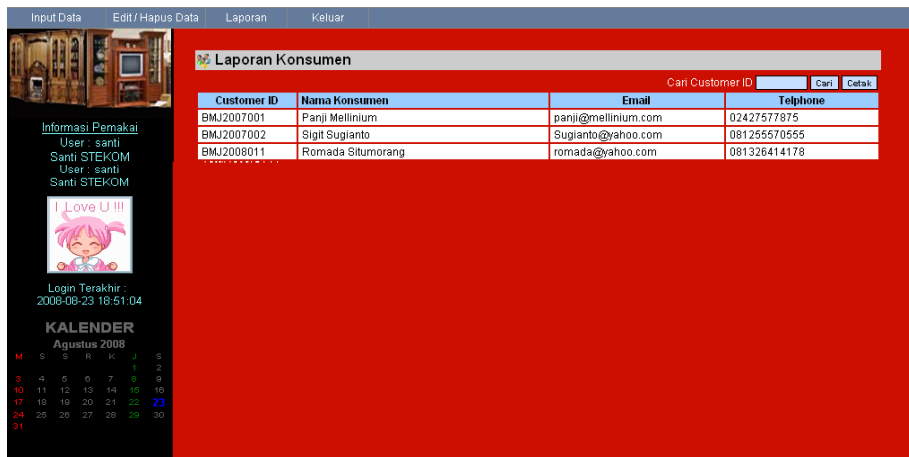 Input Data Edit / Hapus Data Laporan Keluar
Laporan Konsumen
Cari Customer ID Cari Cetak
Customer ID Nama Konsumen Email Telphone
BMJ2007001 Panji Mellinium panji@mellinium.com 02427577875
BMJ2007002 Sigit Sugianto Sugianto@yahoo.com 081255570555
BMJ2008011 Romada Situmorang romada@yahoo.com 081326414178
Informasi Pemakai
User : santi
Santi STEKOM
User : santi
Santi STEKOM
I Love U !!!
Login Terakhir :
2008-08-23 18:51:04
KALENDER
Agustus 2008
M S S R K J S
1 2
3 4 5 6 7 8 9
10 11 12 13 14 15 16
17 18 19 20 21 22 23
24 25 26 27 28 29 30
31